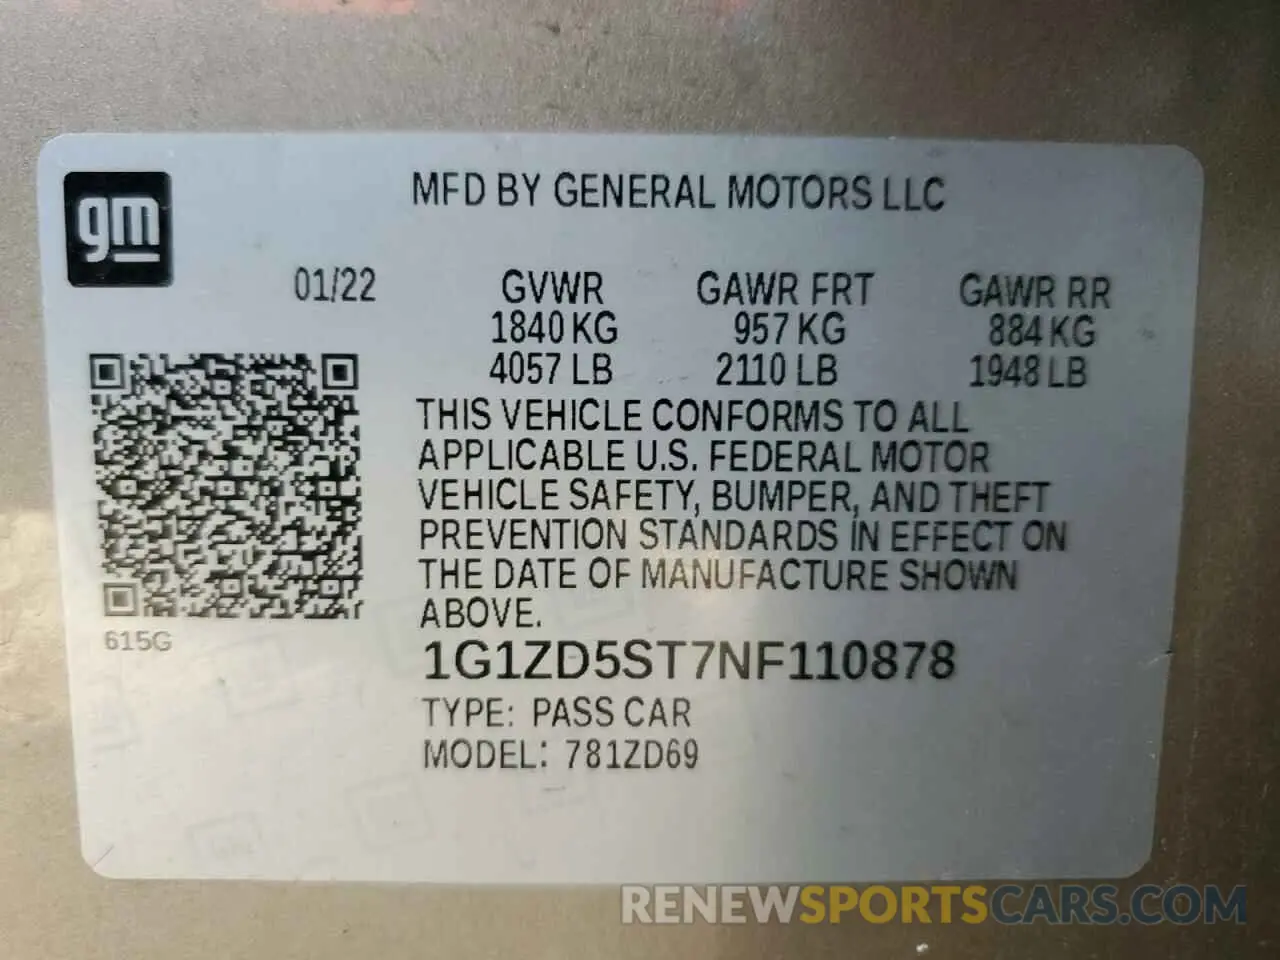 gm
MFD BY GENERAL MOTORS LLC
01/22 GVWR GAWR FRT GAWR RR
1840 KG 957 KG 884 KG
4057 LB 2110 LB 1948 LB
THIS VEHICLE CONFORMS TO ALL
APPLICABLE U.S. FEDERAL MOTOR
VEHICLE SAFETY, BUMPER, AND THEFT
PREVENTION STANDARDS IN EFFECT ON
THE DATE OF MANUFACTURE SHOWN
ABOVE.
615G
1G1ZD5ST7NF110878
TYPE: PASS CAR
MODEL: 781ZD69
RENEWSPORTSCARS.COM